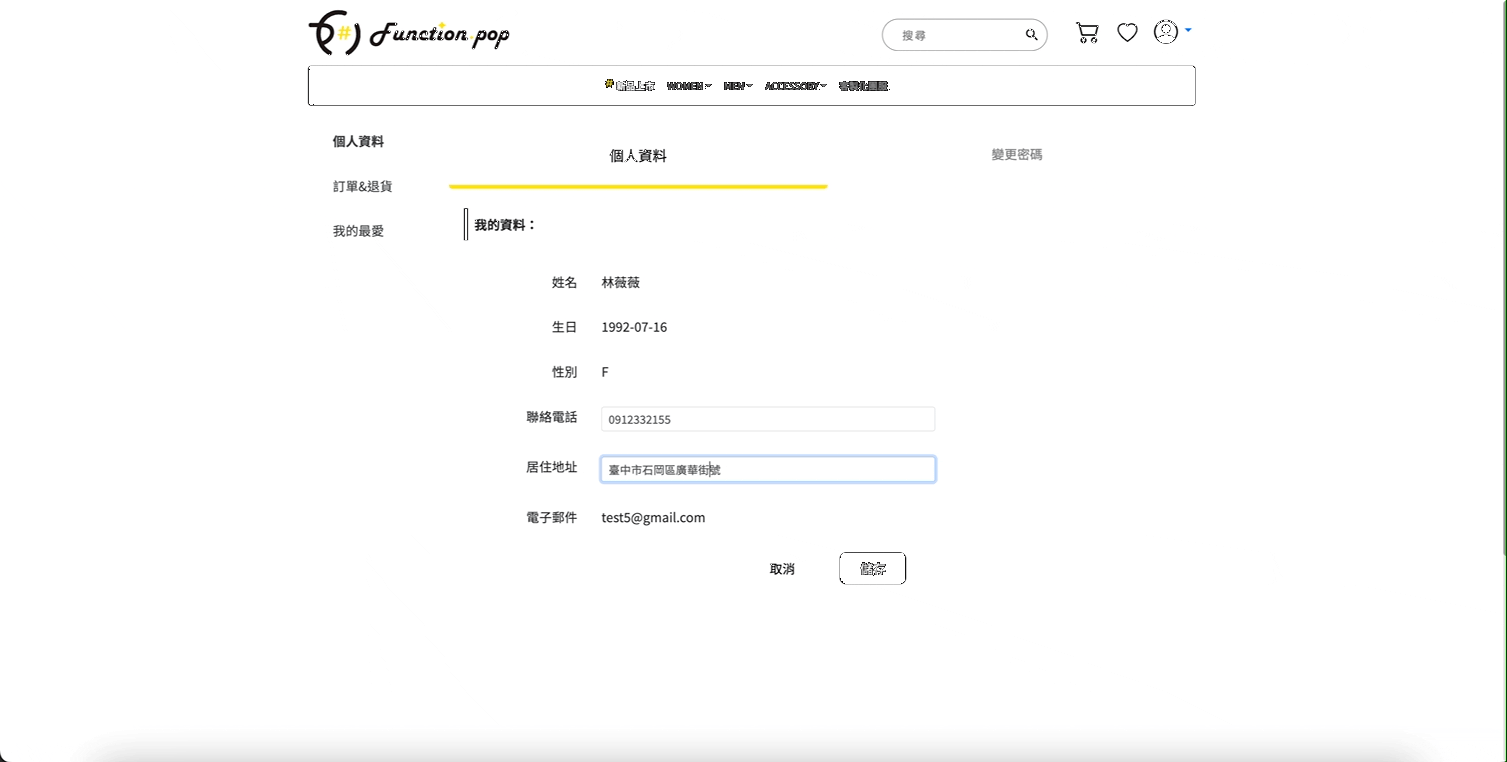 #) Function.pop
搜尋
新品上市 WOMEN MEN ACCESSORY 客製化團服
個人資料
訂單&退貨
我的最愛
個人資料 變更密碼
我的資料：
姓名 林薇薇
生日 1992-07-16
性別 F
聯絡電話 0912332155
居住地址 臺中市石岡區廣華街號
電子郵件 test5@gmail.com
取消 儲存